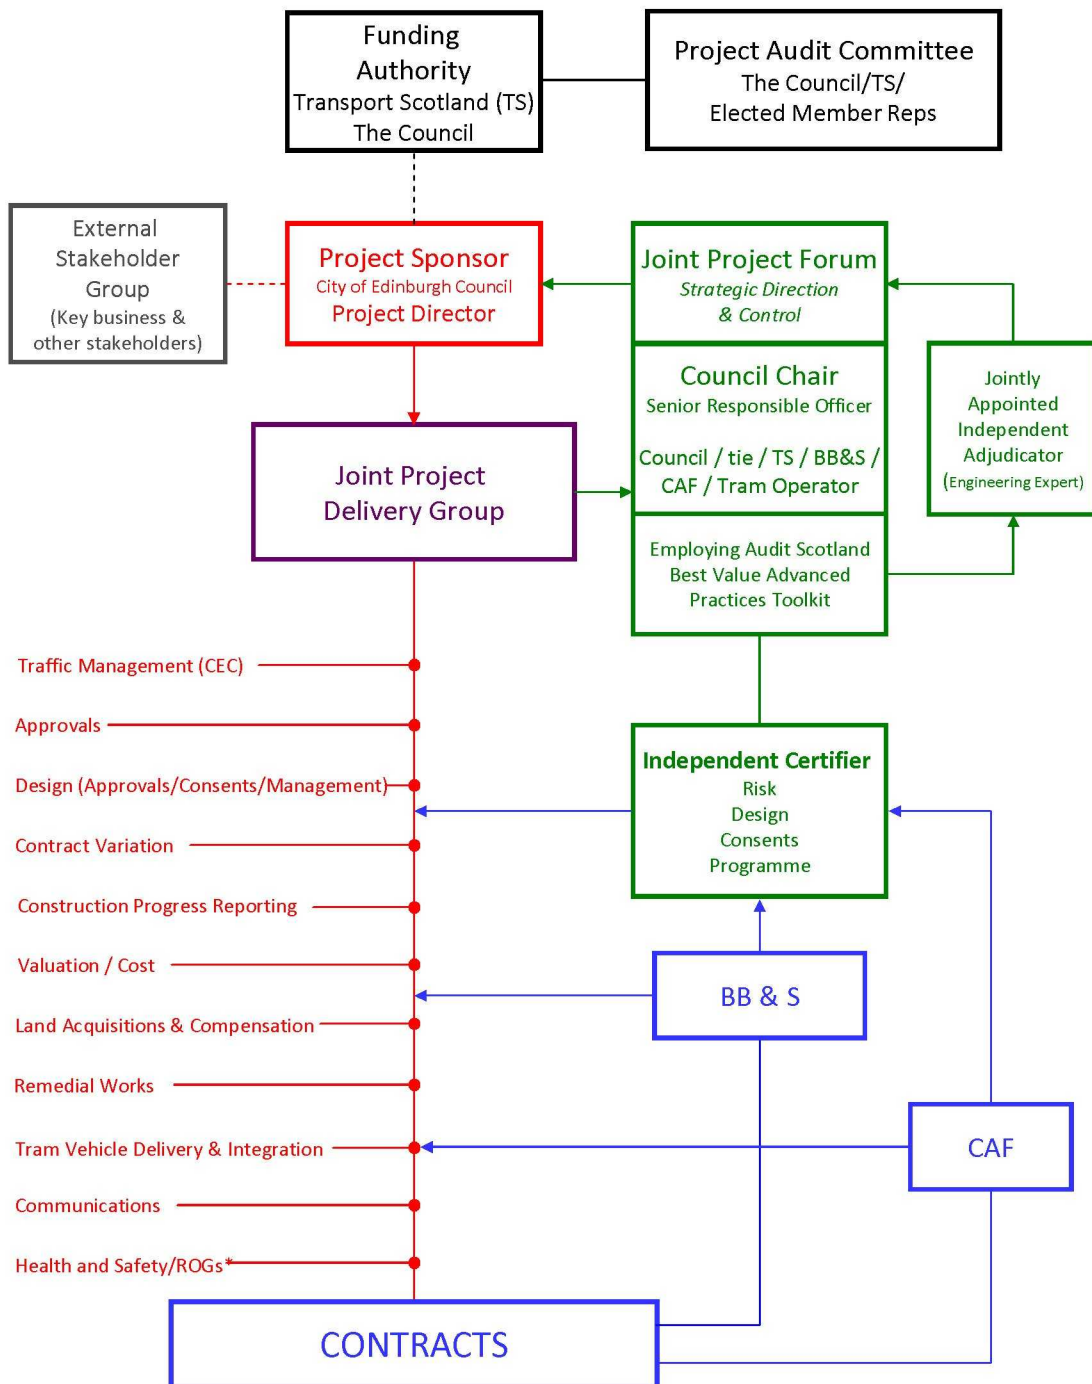 Funding
Authority
Transport Scotland (TS)
The Council
Project Audit Committee
The Council/TS/
Elected Member Reps
External
Stakeholder
Group
(Key business &
other stakeholders)
Project Sponsor
City of Edinburgh Council
Project Director
Joint Project Forum
Strategic Direction
& Control
Council Chair
Senior Responsible Officer
Council / tie / TS / BB&S /
CAF / Tram Operator
Employing Audit Scotland
Best Value Advanced
Practices Toolkit
Jointly
Appointed
Independent
Adjudicator
(Engineering Expert)
Joint Project
Delivery Group
Traffic Management (CEC)
Approvals
Design (Approvals/Consents/Management)
Contract Variation
Construction Progress Reporting
Valuation / Cost
Land Acquisitions & Compensation
Remedial Works
Tram Vehicle Delivery & Integration
Communications
Health and Safety/ROGs*
Independent Certifier
Risk
Design
Consents
Programme
BB & S
CAF
CONTRACTS